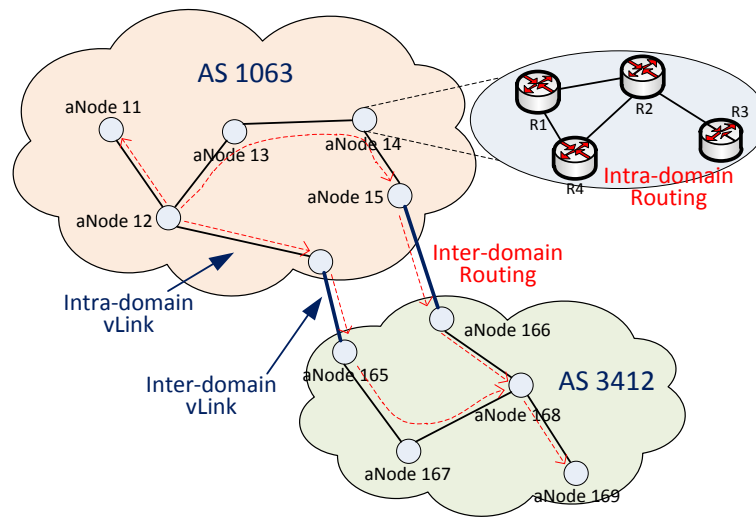 AS 1063
aNode 11
aNode 13
aNode 14
R1
R2
R3
R4
Intra-domain
Routing
aNode 12
aNode 15
Inter-domain
Routing
Intra-domain
vLink
Inter-domain
vLink
aNode 166
aNode 165
AS 3412
aNode 168
aNode 167
aNode 169